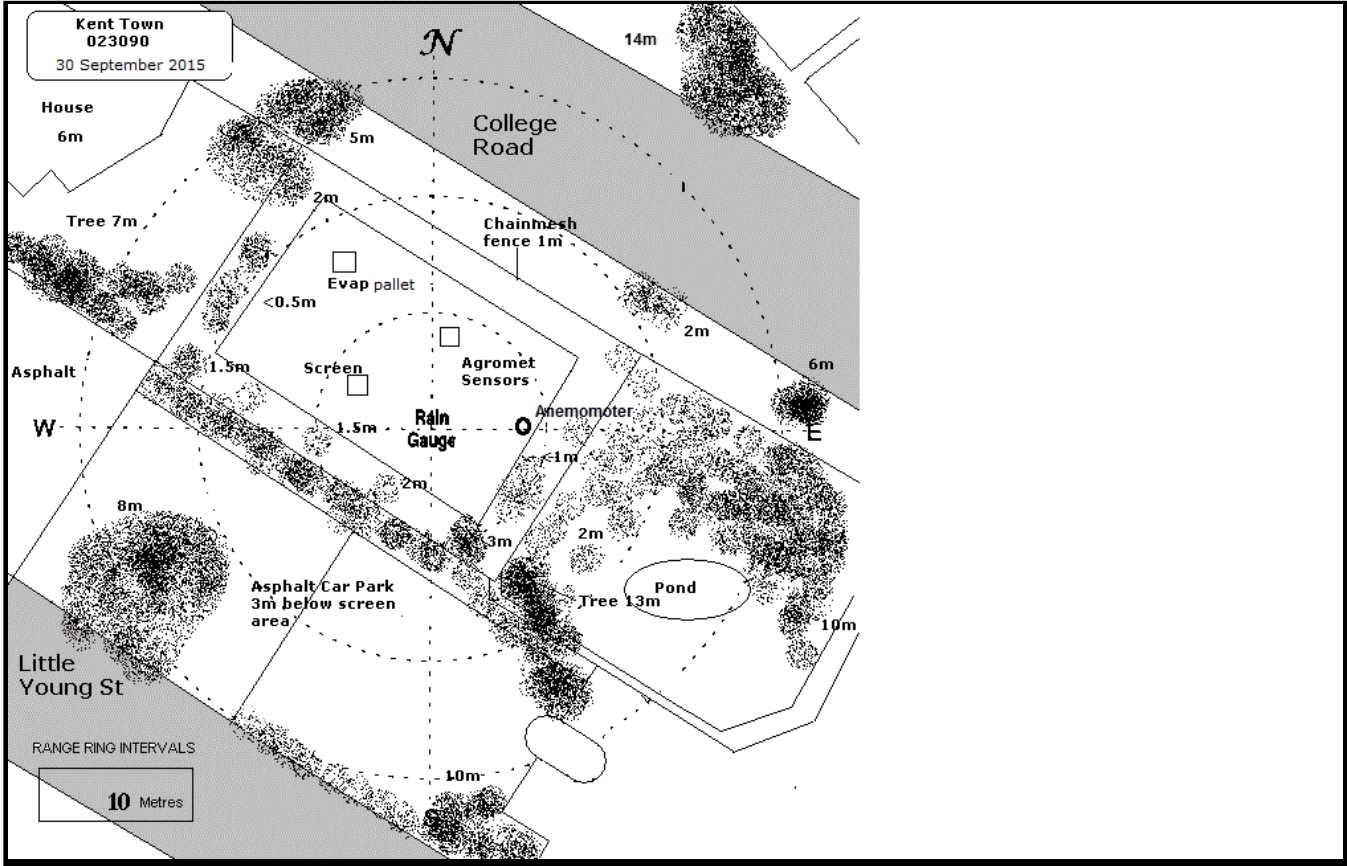 Kent Town
023090
30 September 2015
N
14m
House
6m
5m
College
Road
2m
Tree 7m
Chainmesh
fence 1m
Evap pallet
<0.5m
2m
Asphalt
1.5m
Screen
Agromet
Sensors
6m
W
1.5m
Rain
Gauge
Anemomoter
E
<1m
2m
8m
3m
2m
Asphalt Car Park
3m below screen
area
Tree 13m
Pond
10m
Little
Young St
RANGE RING INTERVALS
10 Metres
10m
S